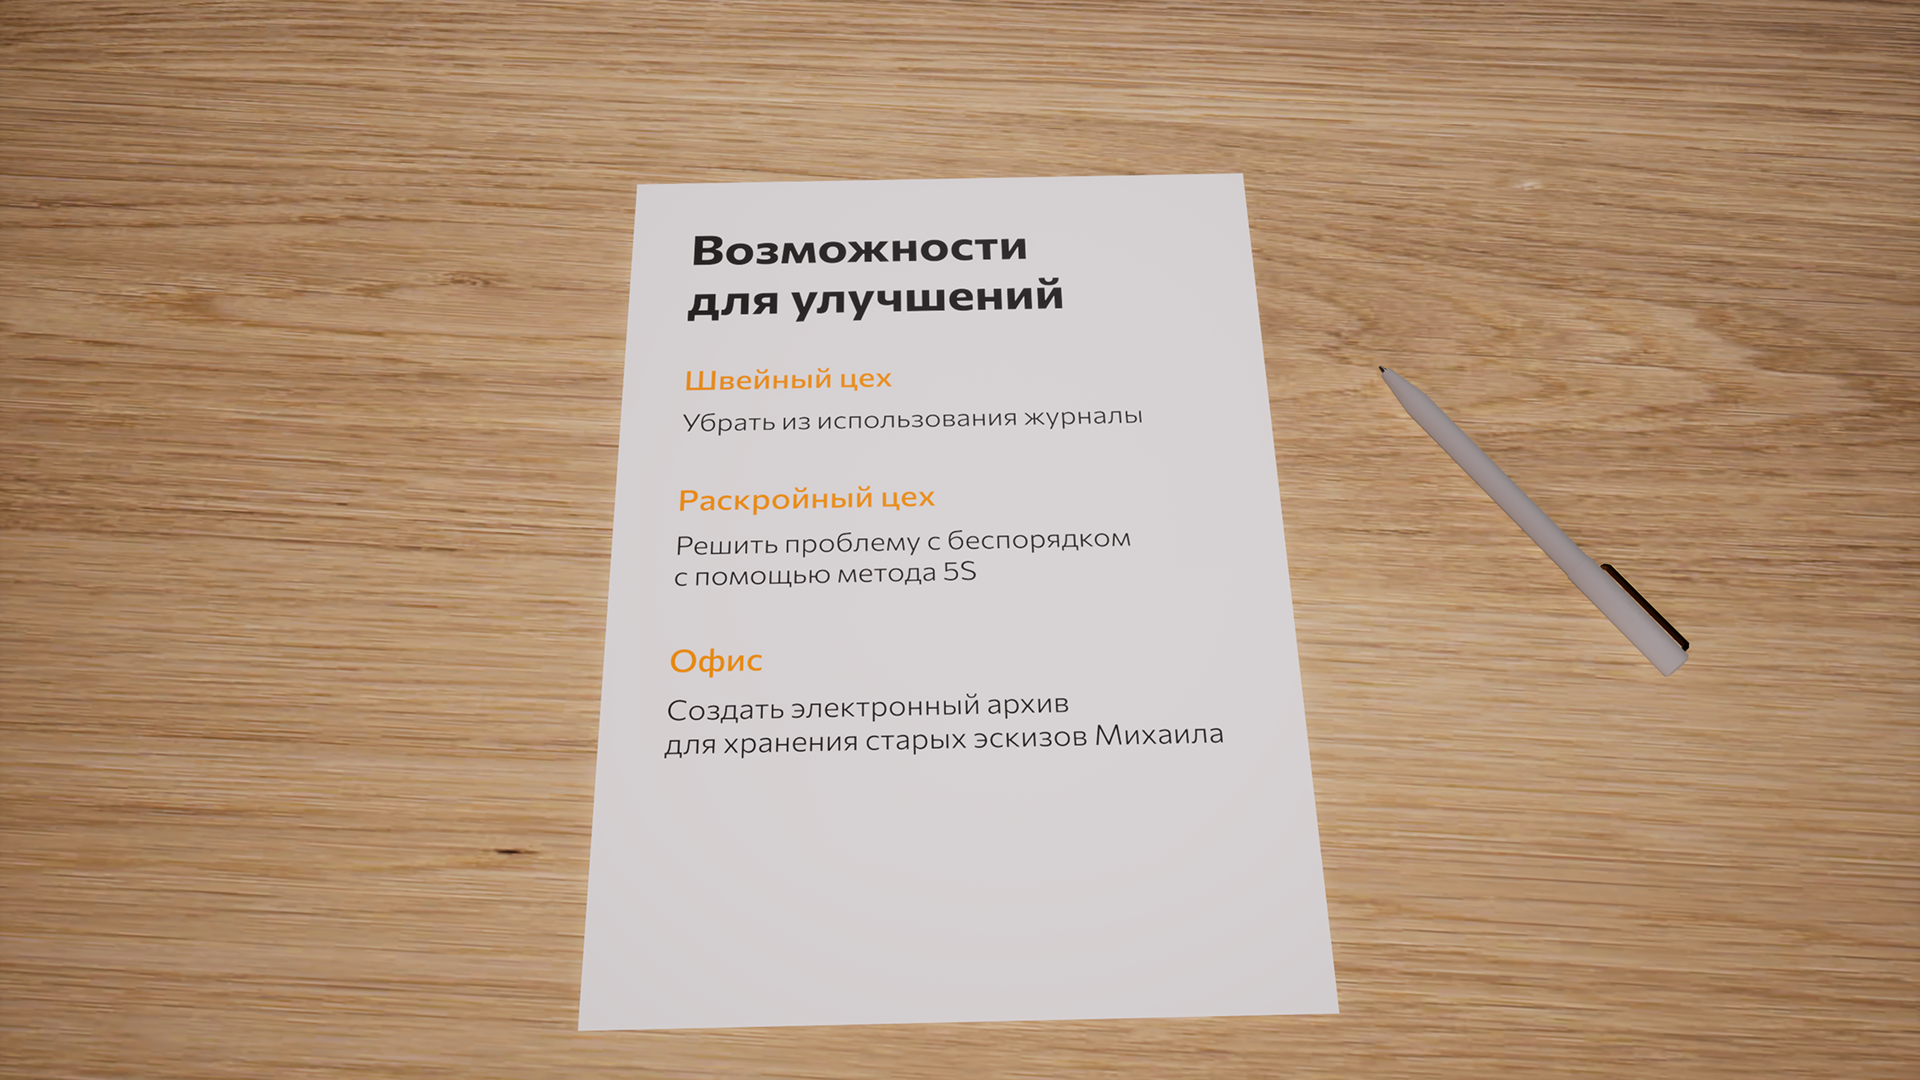 Возможности
для улучшений
Швейный цех
Убрать из использования журналы
Раскройный цех
Решить проблему с беспорядком
с помощью метода 5S
Офис
Создать электронный архив
для хранения старых эскизов Михаила